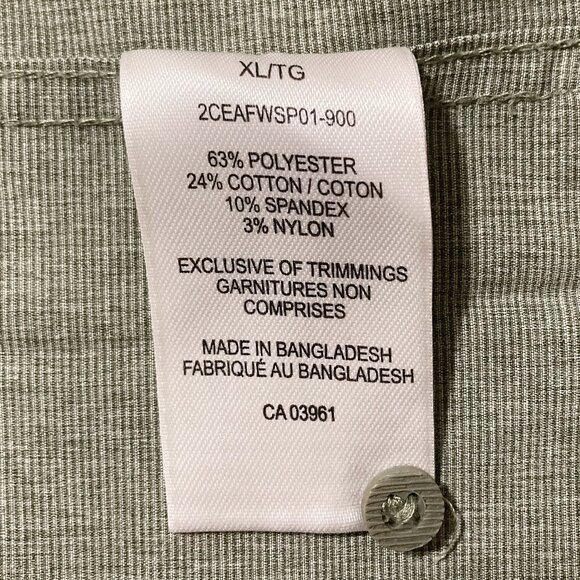 XL/TG
2CEAFWSP01-900
63% POLYESTER
24% COTTON / COTON
10% SPANDEX
3% NYLON
EXCLUSIVE OF TRIMMINGS
GARNITURES NON
COMPRISES
MADE IN BANGLADESH
FABRIQUÉ AU BANGLADESH
CA 03961